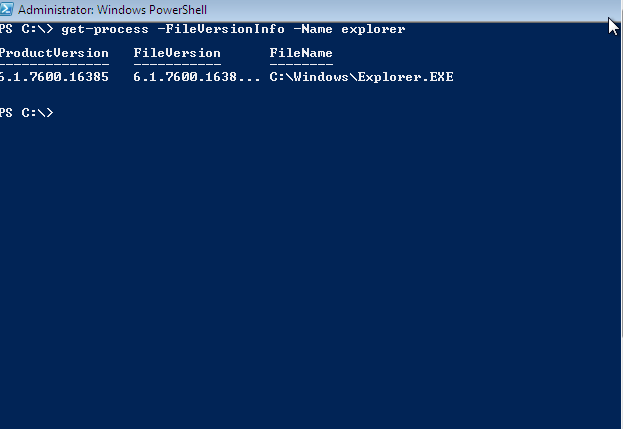 Administrator: Windows PowerShell
PS C:\> get-process -FileVersionInfo -Name explorer
ProductVersion   FileVersion      FileName
--------------   -----------      --------
6.1.7600.16385   6.1.7600.1638... C:\Windows\Explorer.EXE
PS C:\>